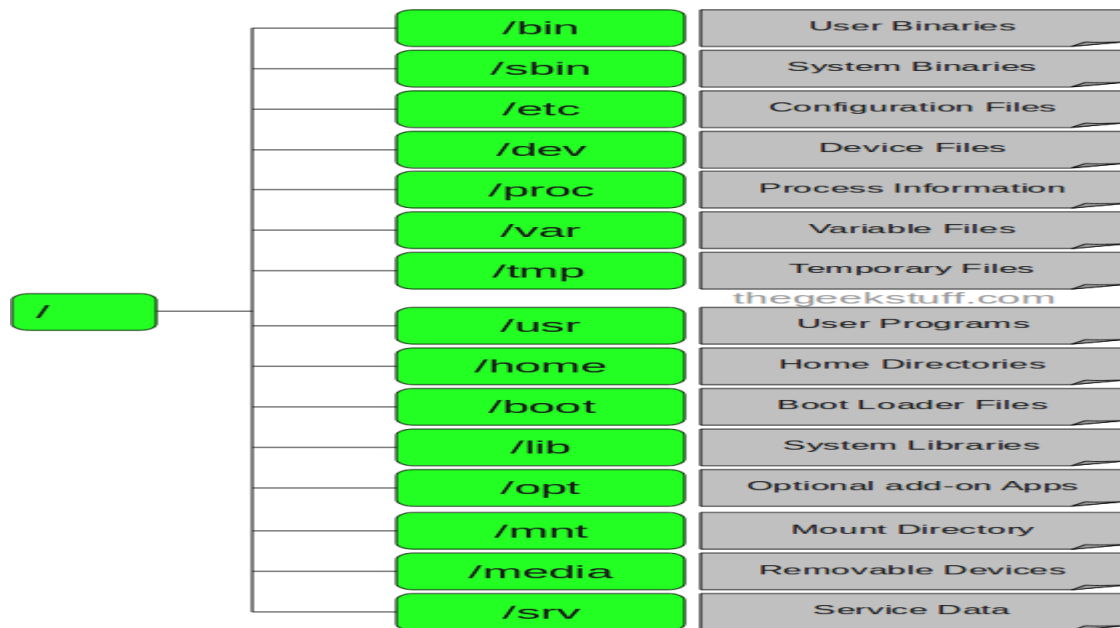 /bin User Binaries
/sbin System Binaries
/etc Configuration Files
/dev Device Files
/proc Process Information
/var Variable Files
/tmp Temporary Files
thegeekstuff.com
/
/usr User Programs
/home Home Directories
/boot Boot Loader Files
/lib System Libraries
/opt Optional add-on Apps
/mnt Mount Directory
/media Removable Devices
/srv Service Data